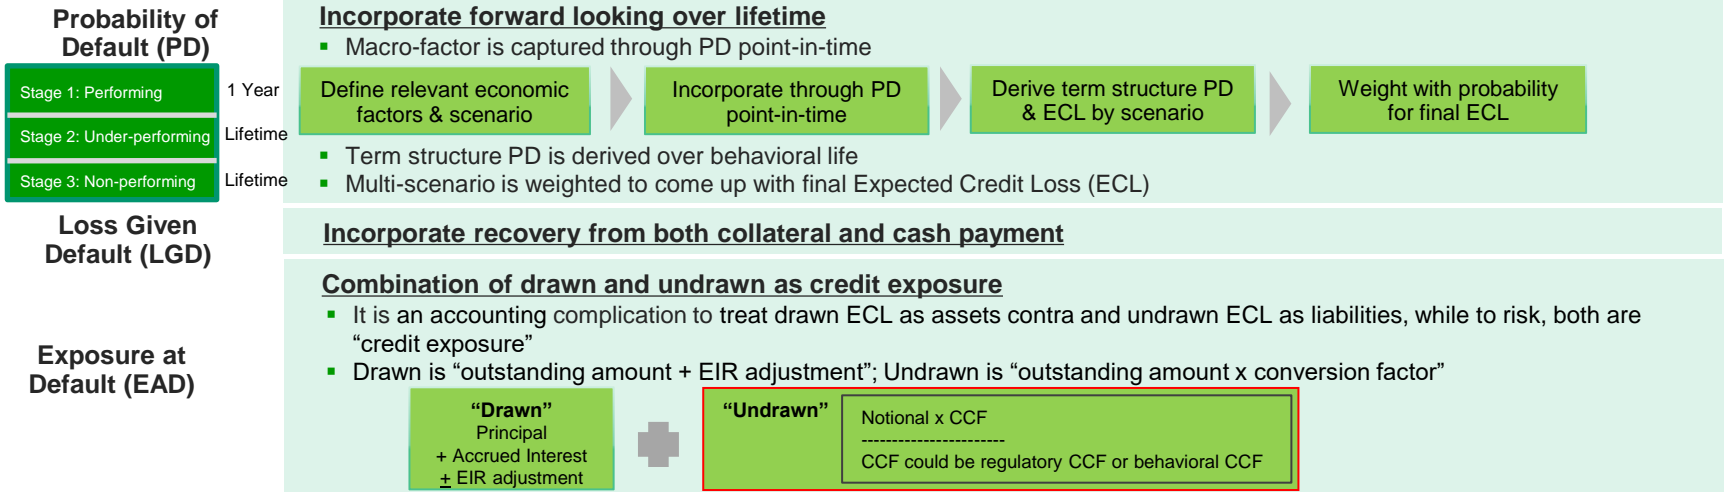 Probability of
Default (PD)
Stage 1: Performing
1 Year
Stage 2: Under-performing
Lifetime
Stage 3: Non-performing
Lifetime
Incorporate forward looking over lifetime
▪ Macro-factor is captured through PD point-in-time
Define relevant economic
factors & scenario
Incorporate through PD
point-in-time
Derive term structure PD
& ECL by scenario
Weight with probability
for final ECL
▪ Term structure PD is derived over behavioral life
▪ Multi-scenario is weighted to come up with final Expected Credit Loss (ECL)
Loss Given
Default (LGD)
Incorporate recovery from both collateral and cash payment
Exposure at
Default (EAD)
Combination of drawn and undrawn as credit exposure
▪ It is an accounting complication to treat drawn ECL as assets contra and undrawn ECL as liabilities, while to risk, both are
“credit exposure”
▪ Drawn is “outstanding amount + EIR adjustment”; Undrawn is “outstanding amount x conversion factor”
“Drawn”
Principal
+ Accrued Interest
+ EIR adjustment
“Undrawn”
Notional x CCF
------------------------
CCF could be regulatory CCF or behavioral CCF